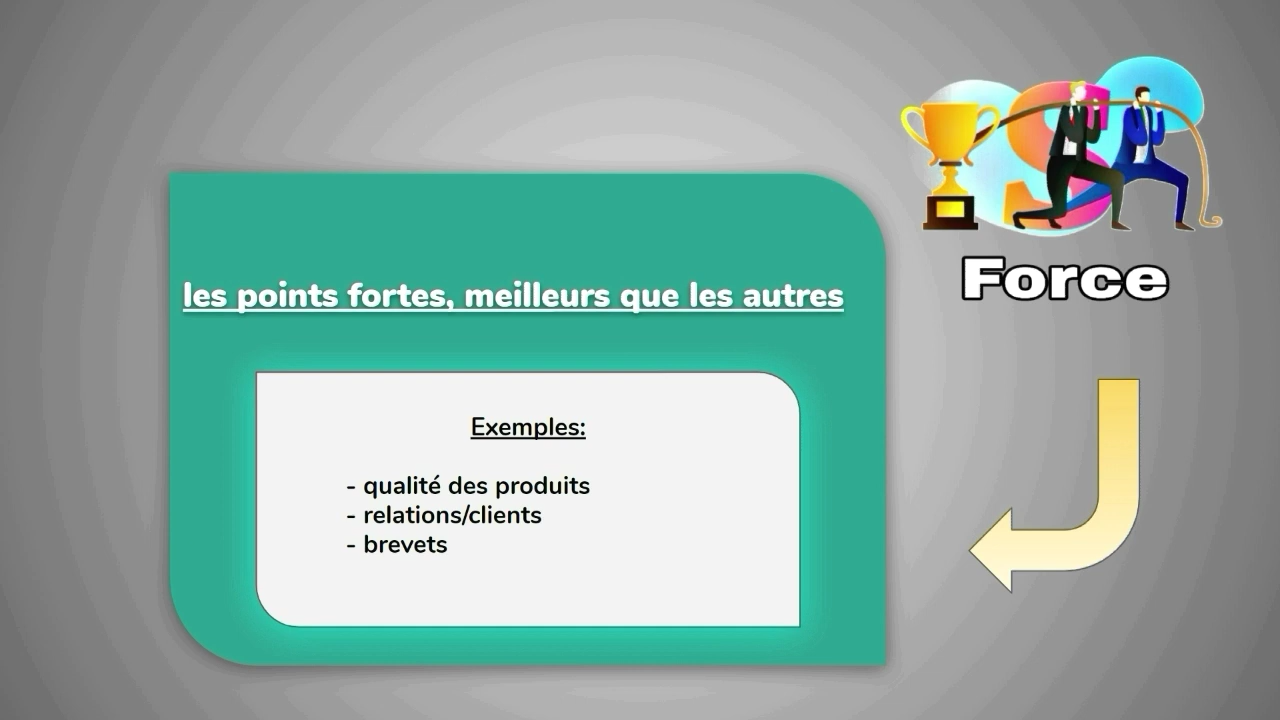 Force
les points fortes, meilleurs que les autres
Exemples:
- qualité des produits
- relations/clients
- brevets